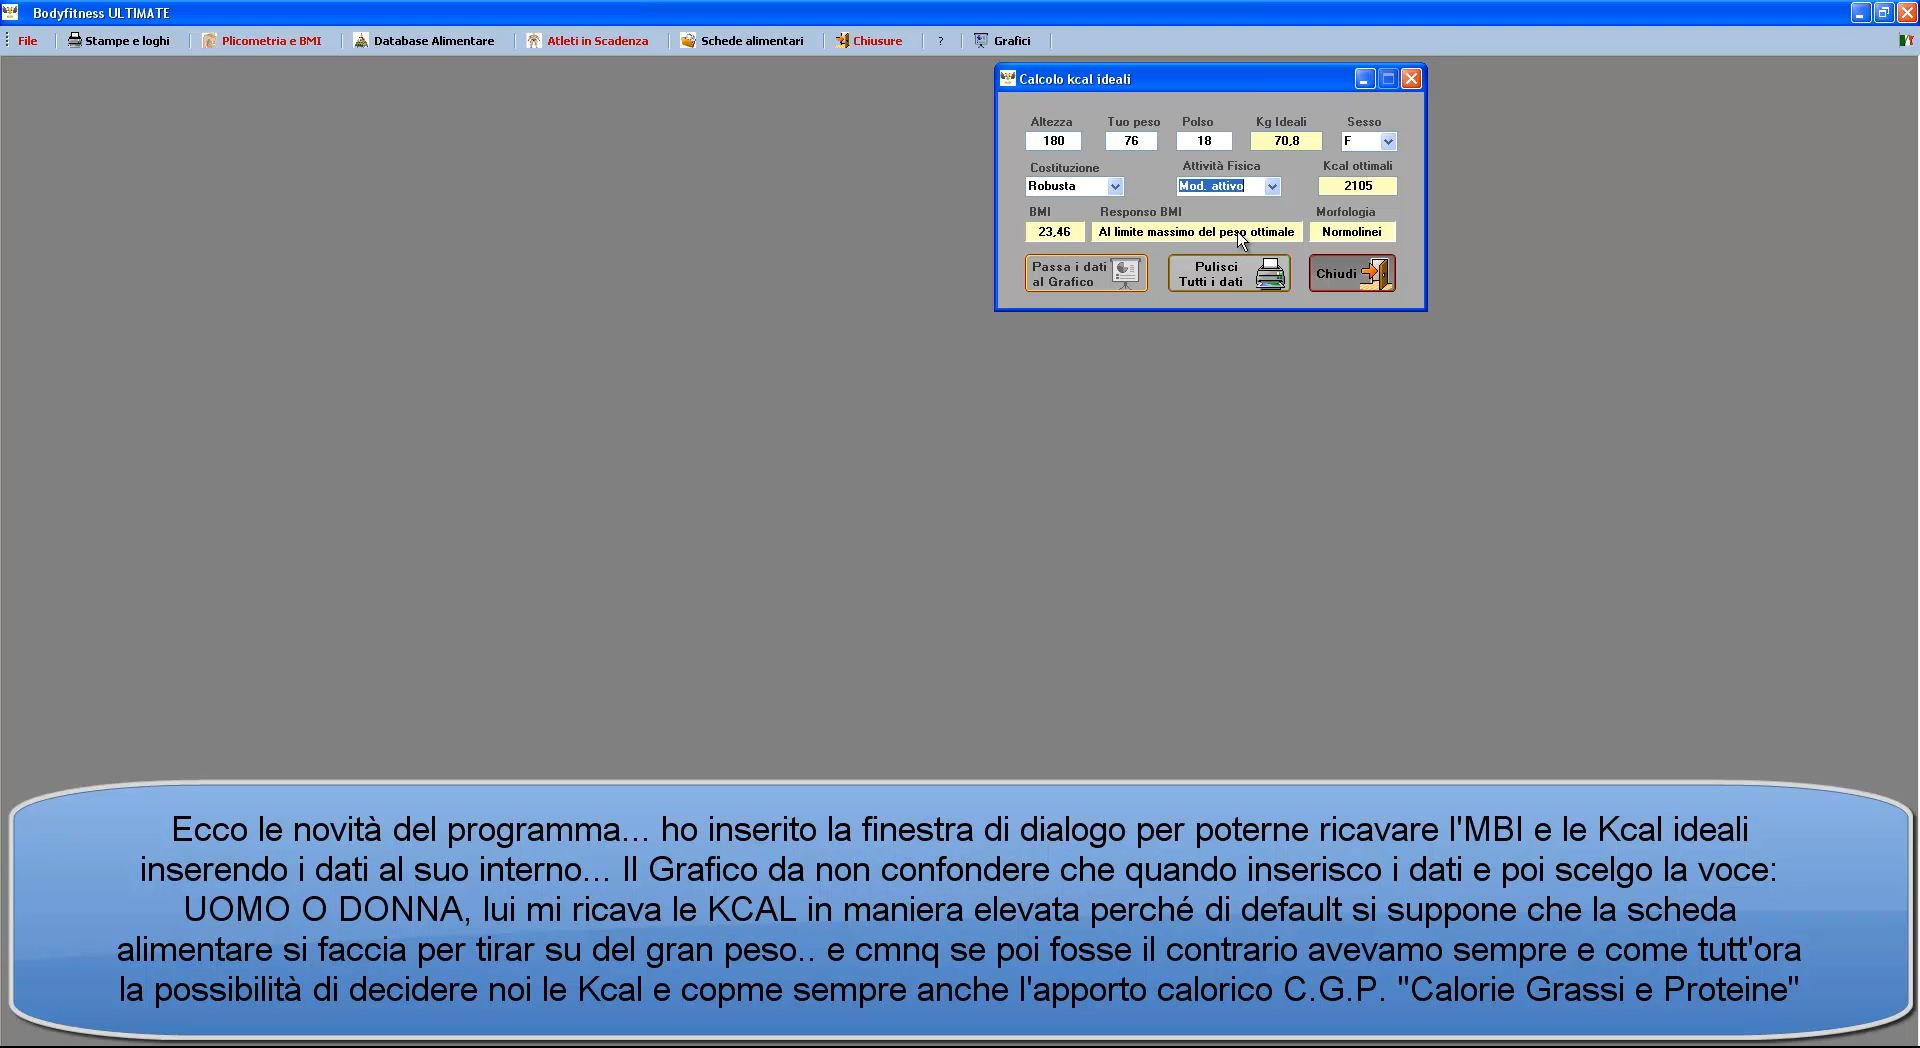 Bodyfitness ULTIMATE
File Stampe e loghi Plicometria e BMI Database Alimentare Atleti in Scadenza Schede alimentari Chiusure ? Grafici
Calcolo kcal ideali
Altezza Tuo peso Polso Kg Ideali Sesso
180 76 18 70,8 F
Costituzione Attività Fisica Kcal ottimali
Robusta Mod. attivo 2105
BMI Responso BMI Morfologia
23,46 Al limite massimo del peso ottimale Normolinei
Passa i dati al Grafico
Pulisci Tutti i dati
Chiudi
Ecco le novità del programma... ho inserito la finestra di dialogo per poterne ricavare l'MBI e le Kcal ideali
inserendo i dati al suo interno... Il Grafico da non confondere che quando inserisco i dati e poi scelgo la voce:
UOMO O DONNA, lui mi ricava le KCAL in maniera elevata perché di default si suppone che la scheda
alimentare si faccia per tirar su del gran peso.. e cmnq se poi fosse il contrario avevamo sempre e come tutt'ora
la possibilità di decidere noi le Kcal e copme sempre anche l'apporto calorico C.G.P. "Calorie Grassi e Proteine"